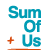 Sum
Of
+ Us